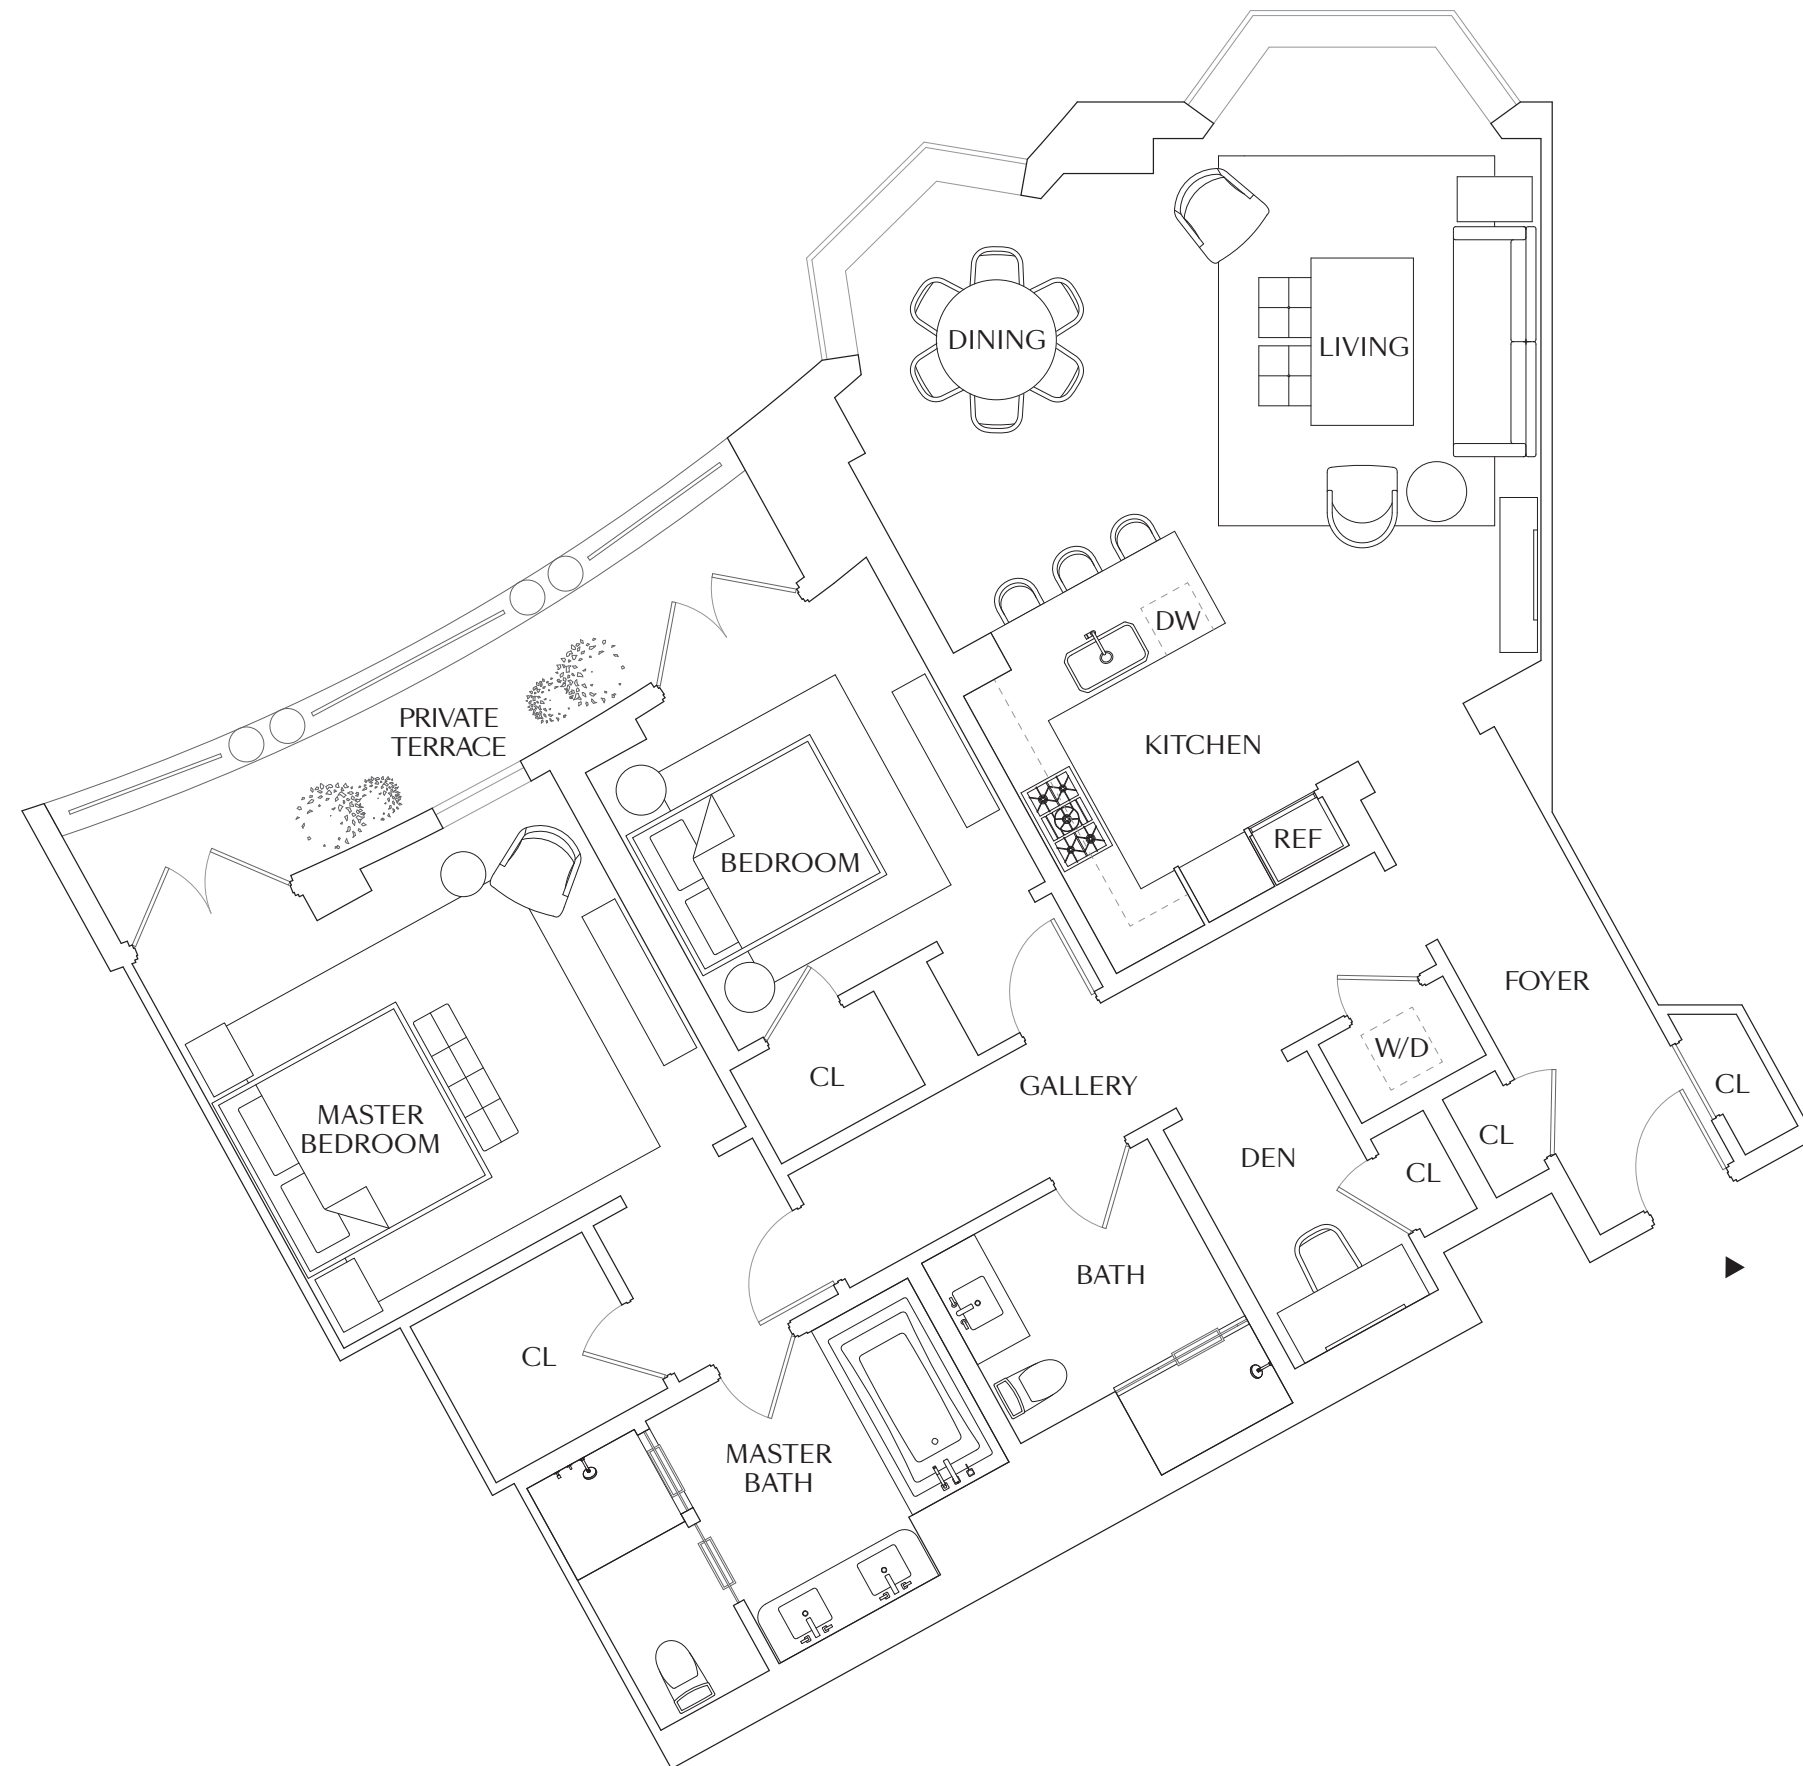 DINING
LIVING
DW
PRIVATE
TERRACE
KITCHEN
REF
BEDROOM
FOYER
W/D
CL
GALLERY
CL
MASTER
BEDROOM
CL
DEN
CL
BATH
CL
MASTER
BATH